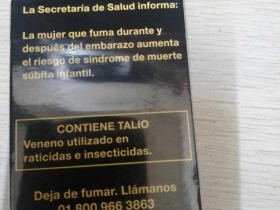 La Secretaría de Salud informa:
La mujer que fuma durante y
después del embarazo aumenta
el riesgo de síndrome de muerte
súbita infantil.
CONTIENE TALIO
Veneno utilizado en
raticidas e insecticidas.
Deja de fumar. Llámanos
01 800 966 3863